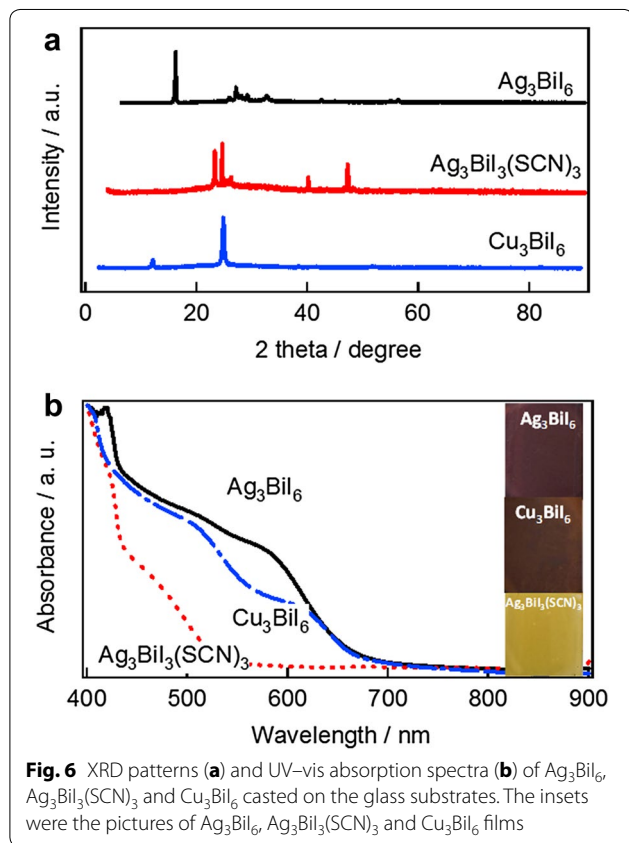 a
Intensity / a.u.
Ag₃BiI₆
Ag₃BiI₃(SCN)₃
Cu₃BiI₆
0 20 40 60 80
2 theta / degree
b
Absorbance / a. u.
Ag₃BiI₆
Cu₃BiI₆
Ag₃BiI₃(SCN)₃
Ag₃BiI₆
Cu₃BiI₆
Ag₃BiI₃(SCN)₃
400 500 600 700 800 900
Wavelength / nm
Fig. 6 XRD patterns (a) and UV–vis absorption spectra (b) of Ag₃BiI₆,
Ag₃BiI₃(SCN)₃ and Cu₃BiI₆ casted on the glass substrates. The insets
were the pictures of Ag₃BiI₆, Ag₃BiI₃(SCN)₃ and Cu₃BiI₆ films